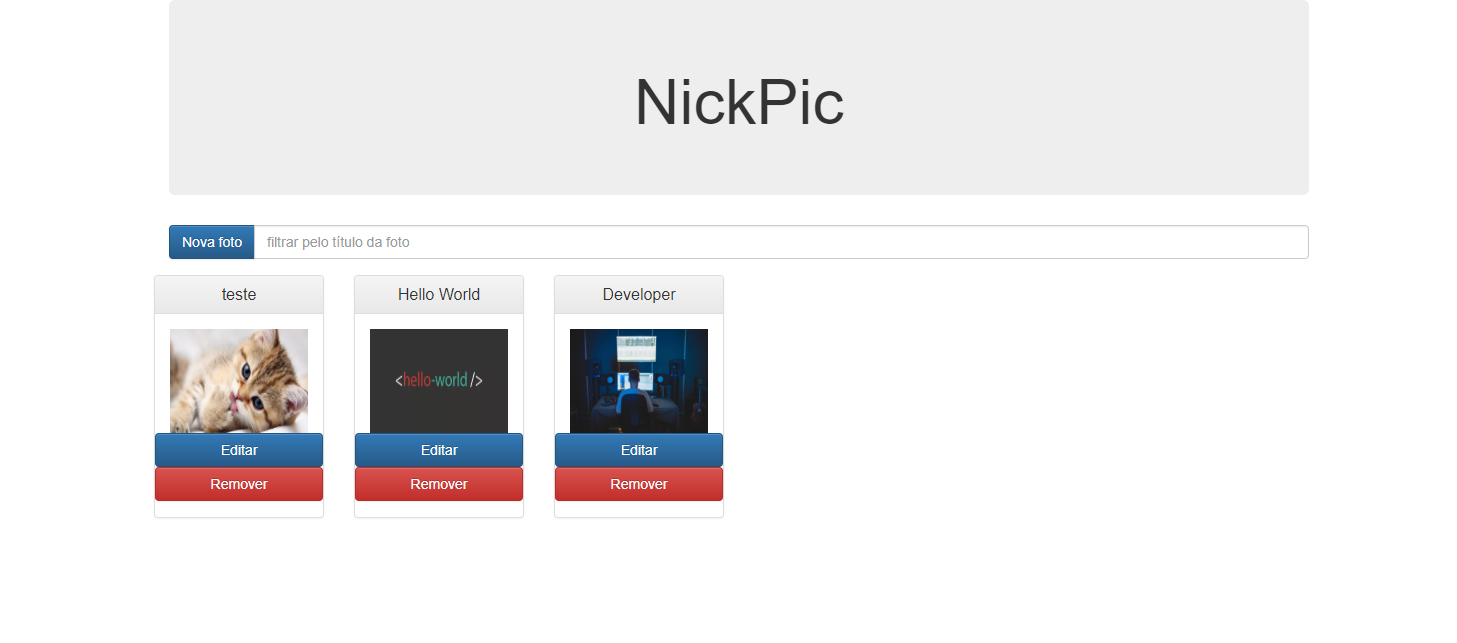 NickPic
Nova foto filtrar pelo título da foto
teste Hello World Developer
<hello-world />
Editar Editar Editar
Remover Remover Remover